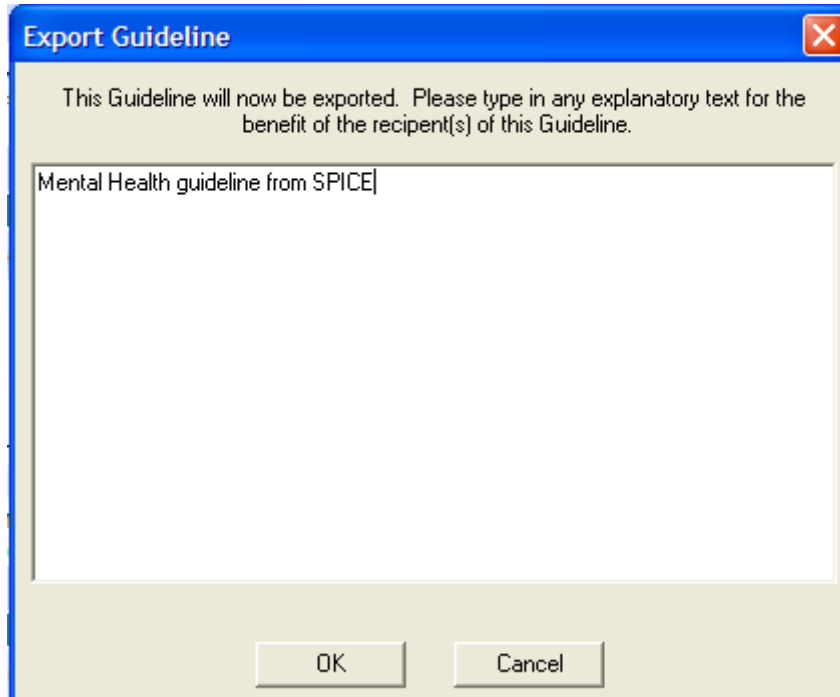 Export Guideline
This Guideline will now be exported.  Please type in any explanatory text for the
benefit of the recipent(s) of this Guideline.
Mental Health guideline from SPICE
OK
Cancel